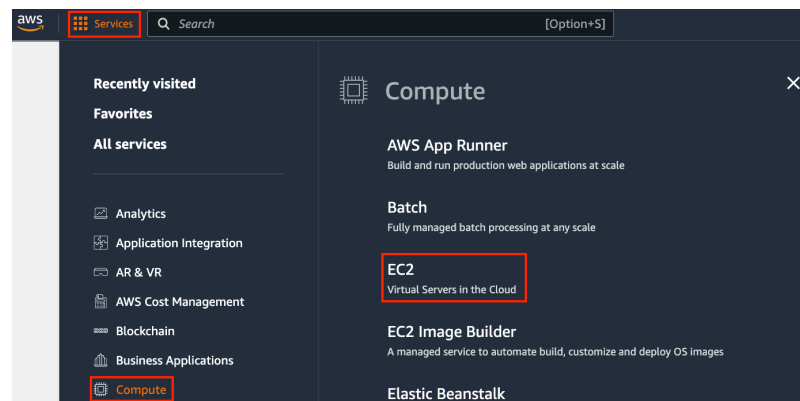 aws
Services
Search
[Option+S]
Recently visited
Favorites
All services
Analytics
Application Integration
AR & VR
AWS Cost Management
Blockchain
Business Applications
Compute
Compute
AWS App Runner
Build and run production web applications at scale
Batch
Fully managed batch processing at any scale
EC2
Virtual Servers in the Cloud
EC2 Image Builder
A managed service to automate build, customize and deploy OS images
Elastic Beanstalk